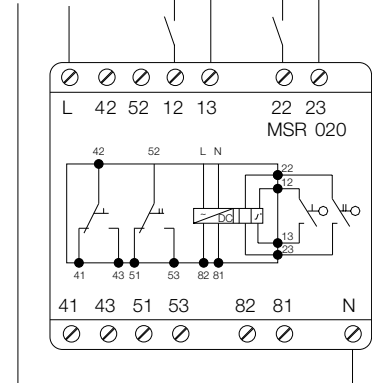 L 42 52 12 13 22 23
MSR 020
42 52 L N
22
12
~ DC
13
23
41 43 51 53 82 81
41 43 51 53 82 81 N